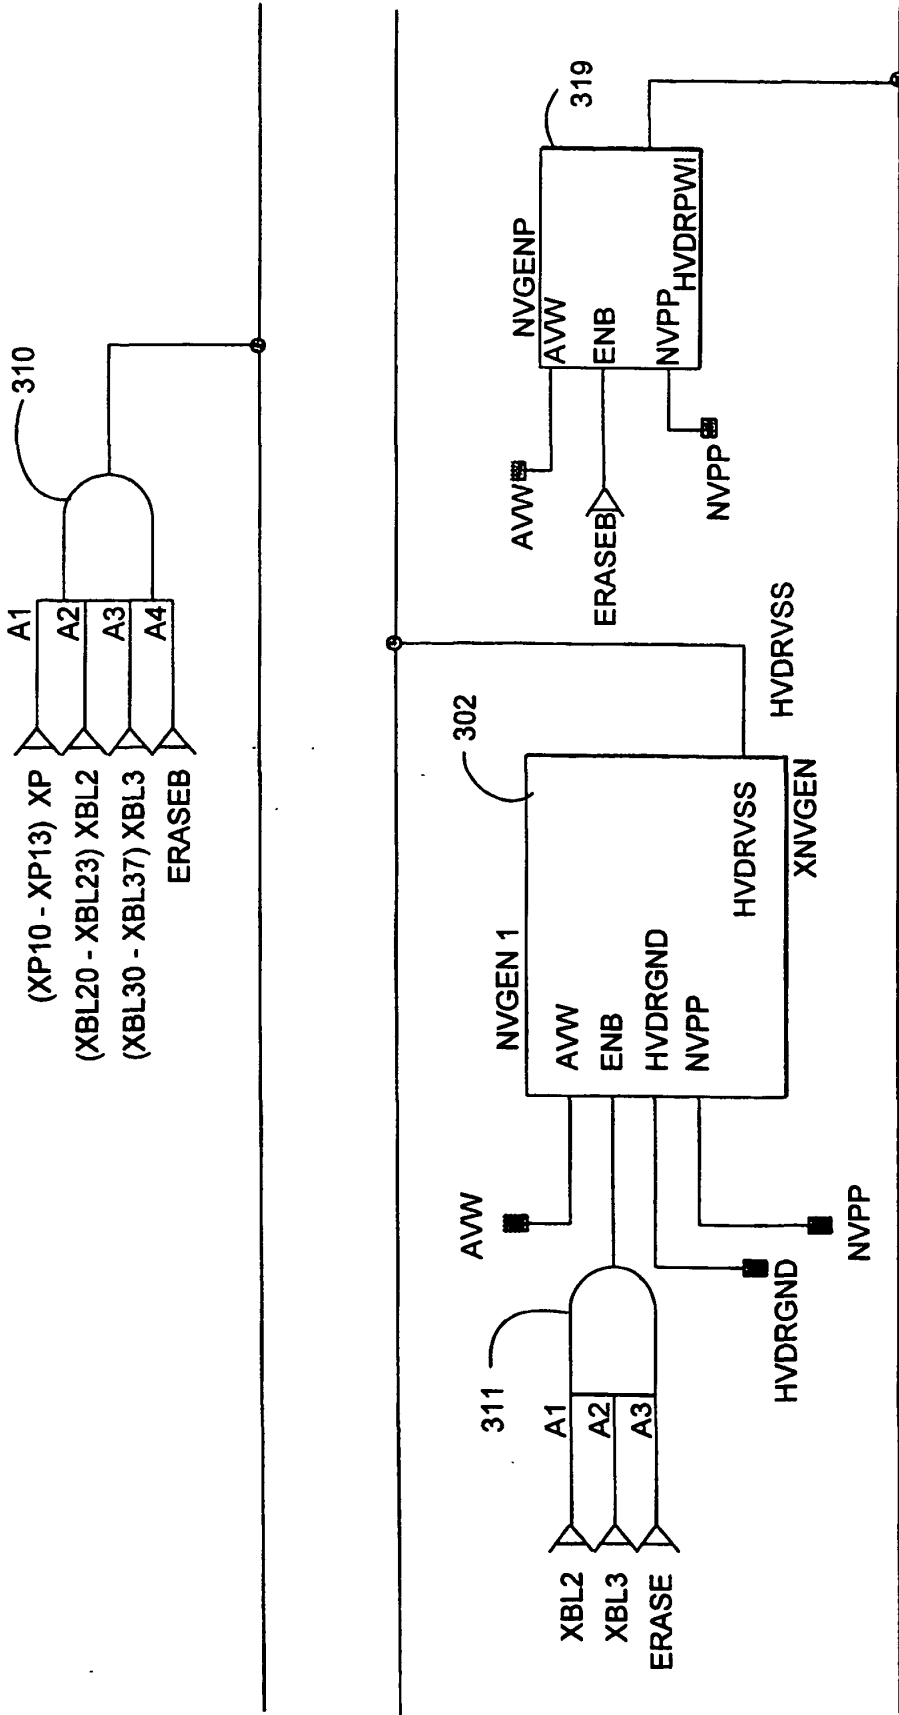 (XP10 - XP13) XP
(XBL20 - XBL23) XBL2
(XBL30 - XBL37) XBL3
ERASEB
A1
A2
A3
A4
310
XBL2
XBL3
ERASE
A1
A2
A3
311
AVW
HVDRGND
NVPP
NVGEN 1
AVW
ENB
HVDRGND
NVPP
HVDRVSS
XNVGEN
302
HVDRVSS
AVW
ERASEB
NVPP
NVGENP
AVW
ENB
NVPP
HVDRPWI
319